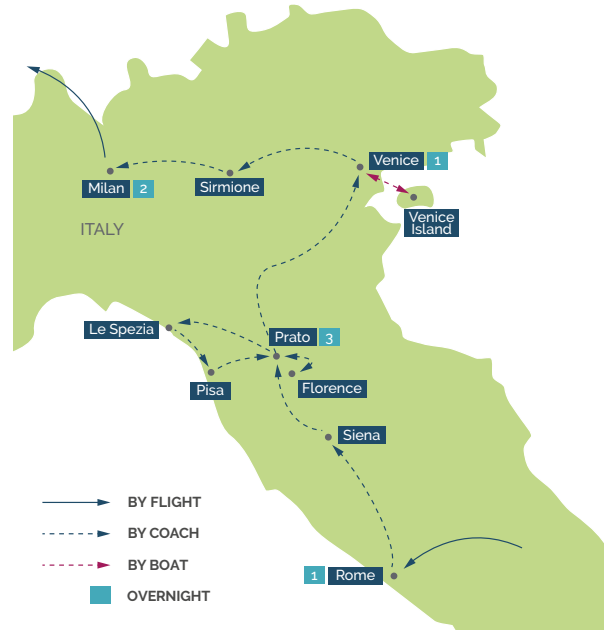 Venice 1
Milan 2
Sirmione
Venice
Island
ITALY
Le Spezia
Prato 3
Pisa
Florence
Siena
BY FLIGHT
BY COACH
BY BOAT
1 Rome
OVERNIGHT